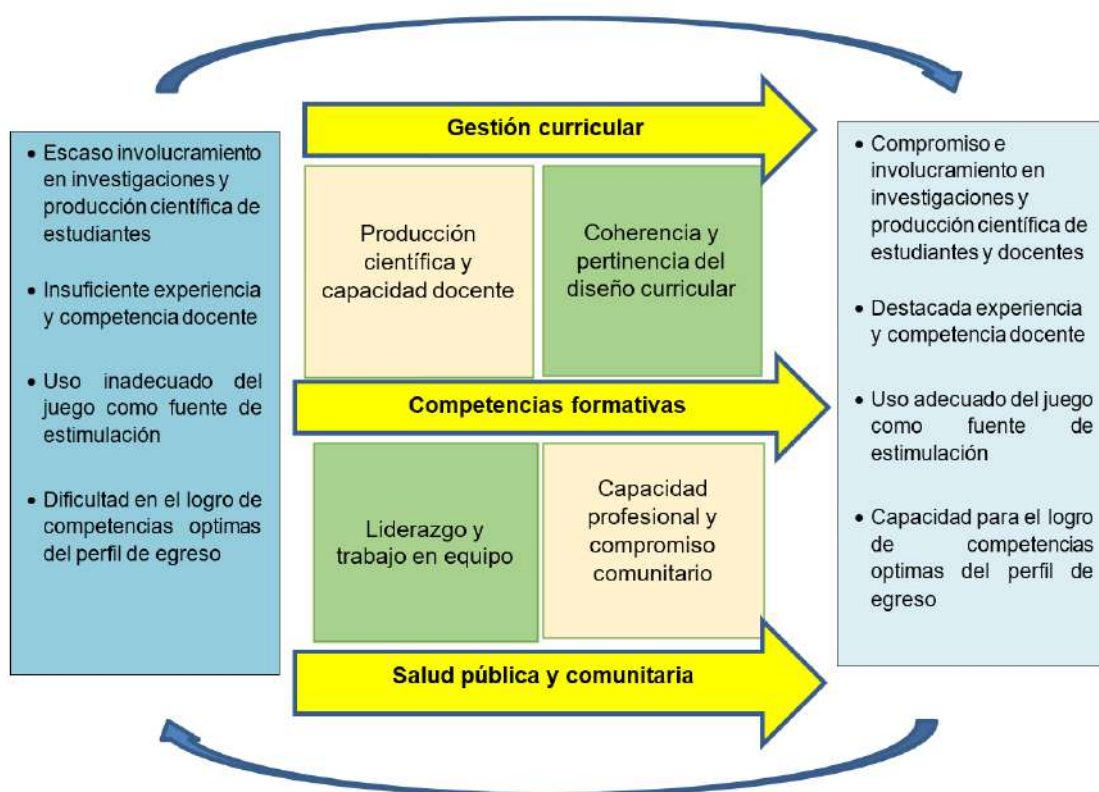 • Escaso involucramiento
en investigaciones y
producción científica de
estudiantes
• Insuficiente experiencia
y competencia docente
• Uso inadecuado del
juego como fuente de
estimulación
• Dificultad en el logro de
competencias optimas
del perfil de egreso
Gestión curricular
Producción
científica y
capacidad docente
Coherencia y
pertinencia del
diseño curricular
Competencias formativas
Liderazgo y
trabajo en equipo
Capacidad
profesional y
compromiso
comunitario
Salud pública y comunitaria
• Compromiso e
involucramiento en
investigaciones y
producción científica de
estudiantes y docentes
• Destacada experiencia
y competencia docente
• Uso adecuado del juego
como fuente de
estimulación
• Capacidad para el logro
de competencias
optimas del perfil de
egreso